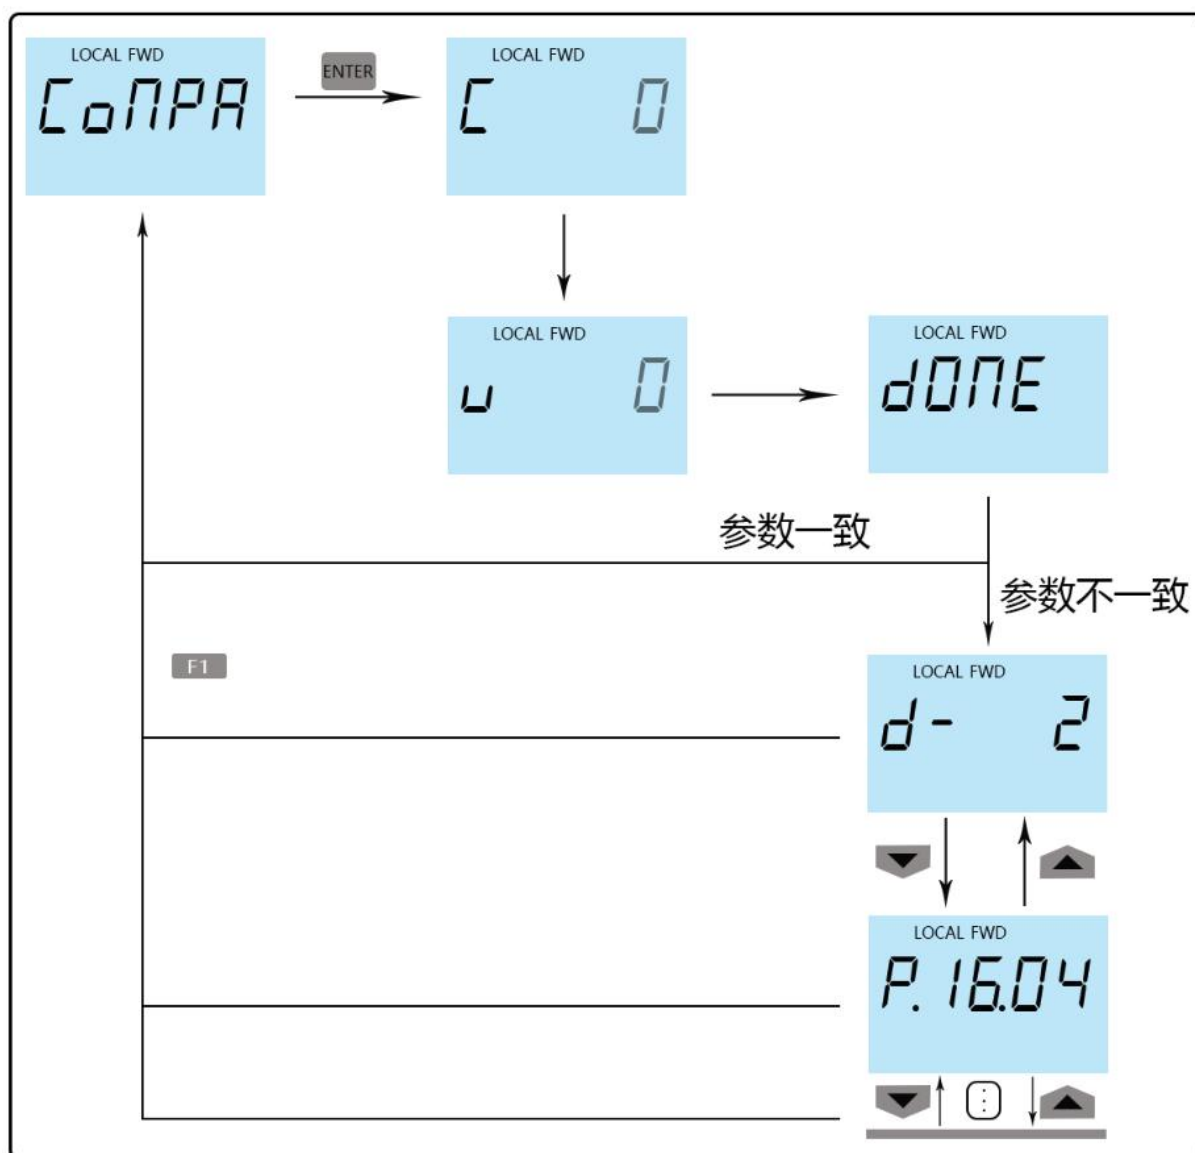 LOCAL FWD
CoMPA
ENTER
LOCAL FWD
C 0
LOCAL FWD
u 0
LOCAL FWD
dONE
参数一致
参数不一致
F1
LOCAL FWD
d- 2
LOCAL FWD
P.16.04